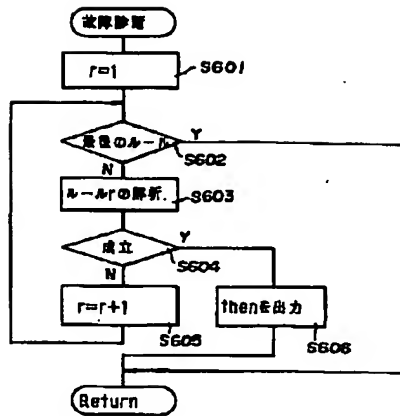 故障診断
r=1
S601
最後のルール
Y
S602
N
ルールrの解析.
S603
成立
Y
S604
N
r=r+1
S605
thenを出力
S606
Return